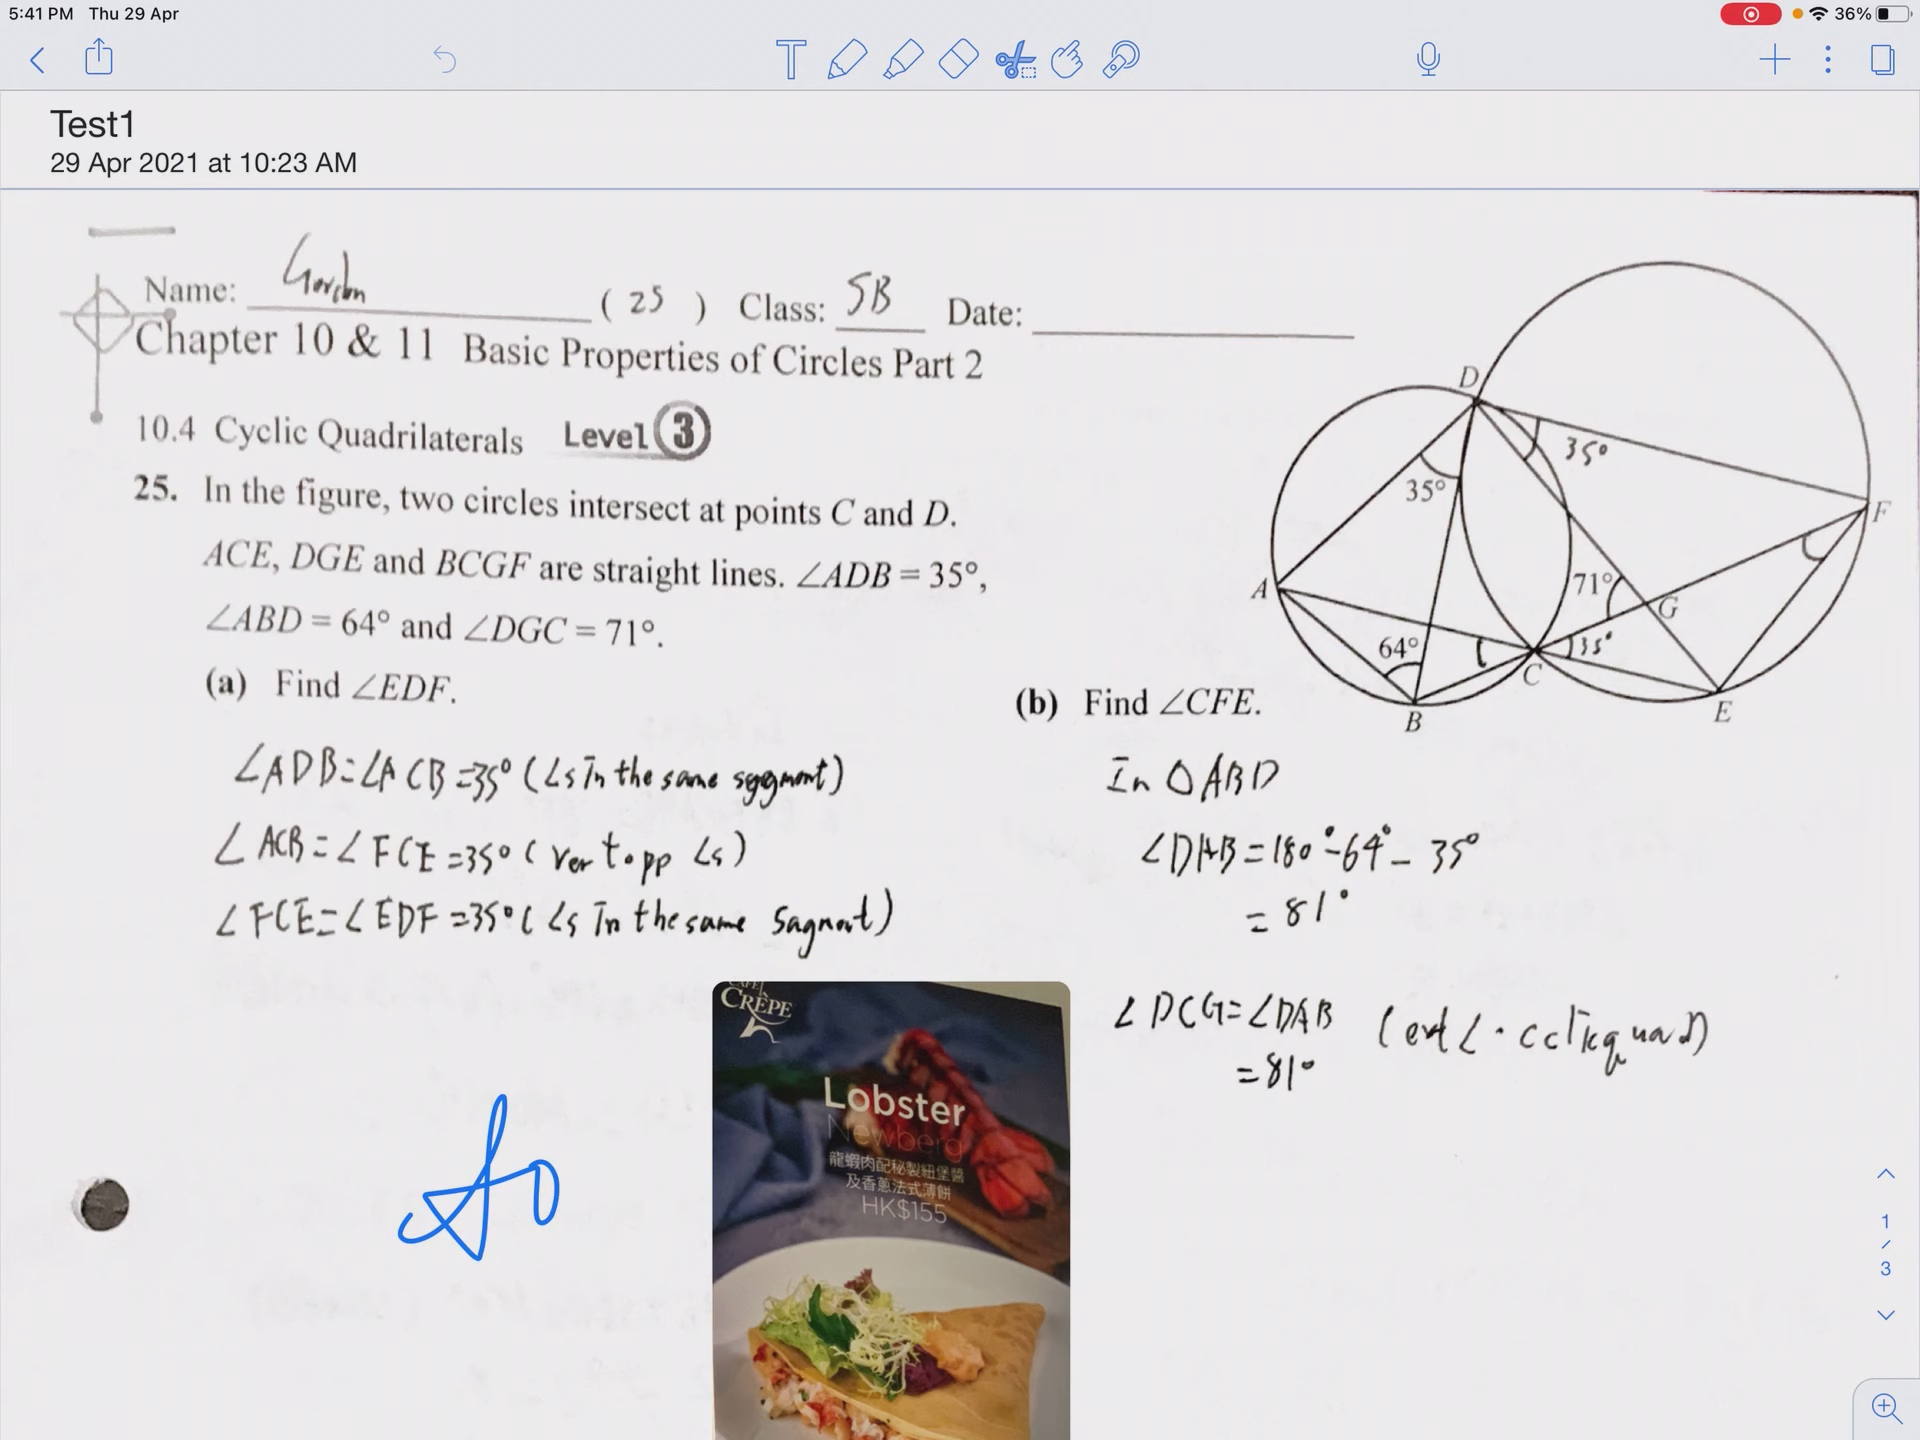 5:41 PM Thu 29 Apr
36%
Test1
29 Apr 2021 at 10:23 AM
Name: Gordon ( 25 ) Class: 5B Date:
Chapter 10 & 11 Basic Properties of Circles Part 2
10.4 Cyclic Quadrilaterals Level 3
25. In the figure, two circles intersect at points C and D.
ACE, DGE and BCGF are straight lines. ∠ADB = 35°,
∠ABD = 64° and ∠DGC = 71°.
(a) Find ∠EDF.
∠ADB=∠ACB=35° (∠s in the same sygmont)
∠ACB=∠FCE=35° (vert opp ∠s)
∠FCE=∠EDF=35° (∠s in the same sagmont)
D
35°
35°
F
A
71°
G
64°
35°
C
B
E
(b) Find ∠CFE.
In △ABD
∠DAB=180°-64°-35°
=81°
∠DCG=∠DAB (ext ∠.
=81°
CAFÉ
CRÊPE
Lobster
Newberg
龍蝦肉配秘製紐堡醬
及香蔥法式薄餅
HK$155
1
/
3